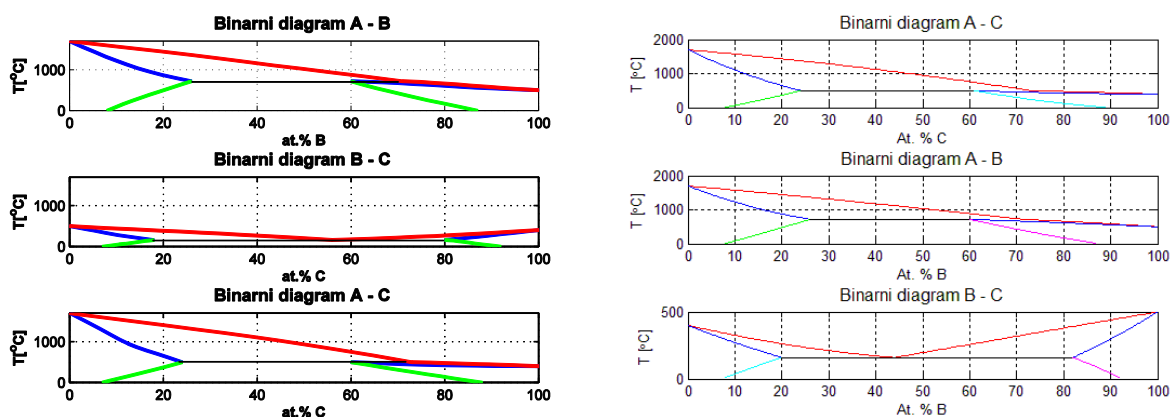 Binarni diagram A - B
T[°C]
1000
0
0 20 40 60 80 100
at.% B
Binarni diagram B - C
T[°C]
1000
0
0 20 40 60 80 100
at.% C
Binarni diagram A - C
T[°C]
1000
0
0 20 40 60 80 100
at.% C
Binarni diagram A - C
T [°C]
2000
1000
0
0 10 20 30 40 50 60 70 80 90 100
At. % C
Binarni diagram A - B
T [°C]
2000
1000
0
0 10 20 30 40 50 60 70 80 90 100
At. % B
Binarni diagram B - C
T [°C]
500
0
0 10 20 30 40 50 60 70 80 90 100
At. % B